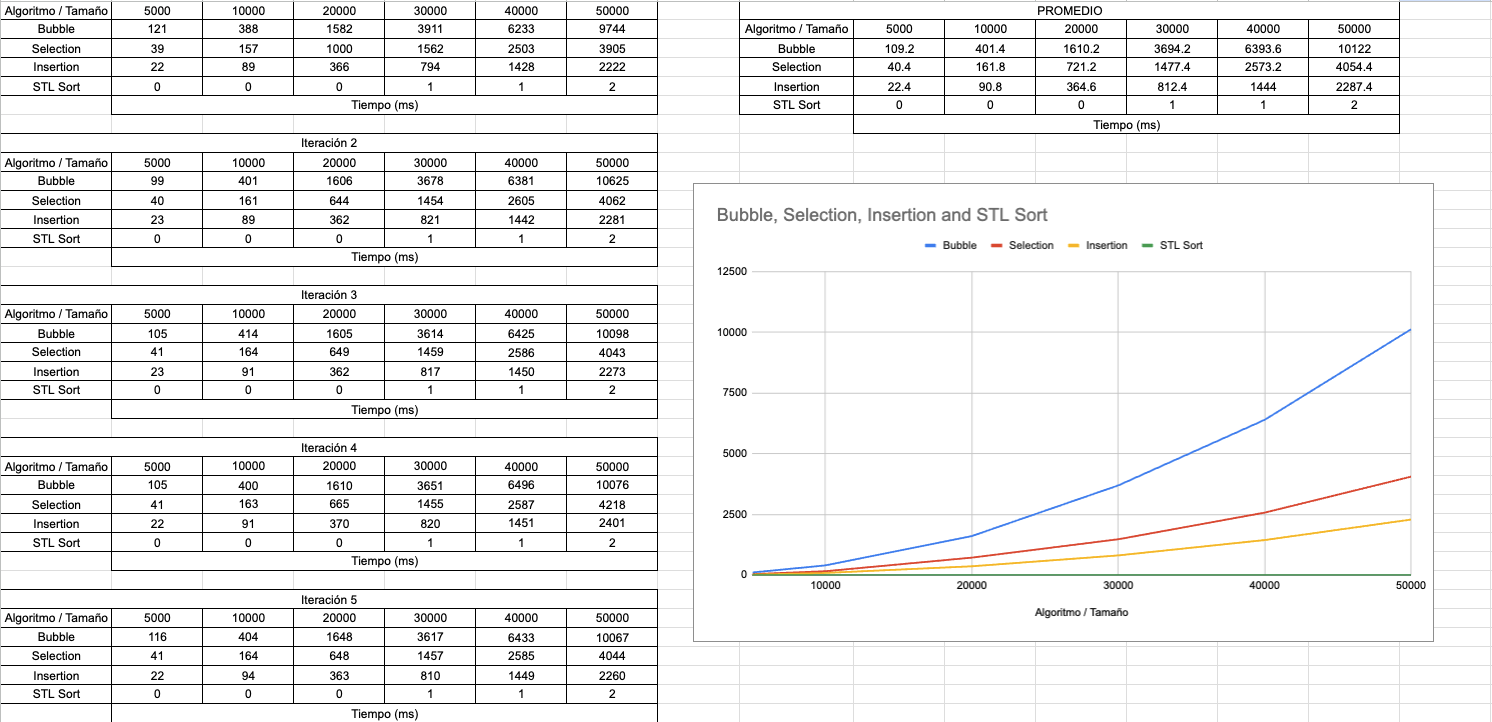 Algoritmo / Tamaño 5000 10000 20000 30000 40000 50000
Bubble 121 388 1582 3911 6233 9744
Selection 39 157 1000 1562 2503 3905
Insertion 22 89 366 794 1428 2222
STL Sort 0 0 0 1 1 2
Tiempo (ms)
Iteración 2
Algoritmo / Tamaño 5000 10000 20000 30000 40000 50000
Bubble 99 401 1606 3678 6381 10625
Selection 40 161 644 1454 2605 4062
Insertion 23 89 362 821 1442 2281
STL Sort 0 0 0 1 1 2
Tiempo (ms)
Iteración 3
Algoritmo / Tamaño 5000 10000 20000 30000 40000 50000
Bubble 105 414 1605 3614 6425 10098
Selection 41 164 649 1459 2586 4043
Insertion 23 91 362 817 1450 2273
STL Sort 0 0 0 1 1 2
Tiempo (ms)
Iteración 4
Algoritmo / Tamaño 5000 10000 20000 30000 40000 50000
Bubble 105 400 1610 3651 6496 10076
Selection 41 163 665 1455 2587 4218
Insertion 22 91 370 820 1451 2401
STL Sort 0 0 0 1 1 2
Tiempo (ms)
Iteración 5
Algoritmo / Tamaño 5000 10000 20000 30000 40000 50000
Bubble 116 404 1648 3617 6433 10067
Selection 41 164 648 1457 2585 4044
Insertion 22 94 363 810 1449 2260
STL Sort 0 0 0 1 1 2
Tiempo (ms)
PROMEDIO
Algoritmo / Tamaño 5000 10000 20000 30000 40000 50000
Bubble 109.2 401.4 1610.2 3694.2 6393.6 10122
Selection 40.4 161.8 721.2 1477.4 2573.2 4054.4
Insertion 22.4 90.8 364.6 812.4 1444 2287.4
STL Sort 0 0 0 1 1 2
Tiempo (ms)
Bubble, Selection, Insertion and STL Sort
Bubble Selection Insertion STL Sort
12500
10000
7500
5000
2500
0
10000 20000 30000 40000 50000
Algoritmo / Tamaño